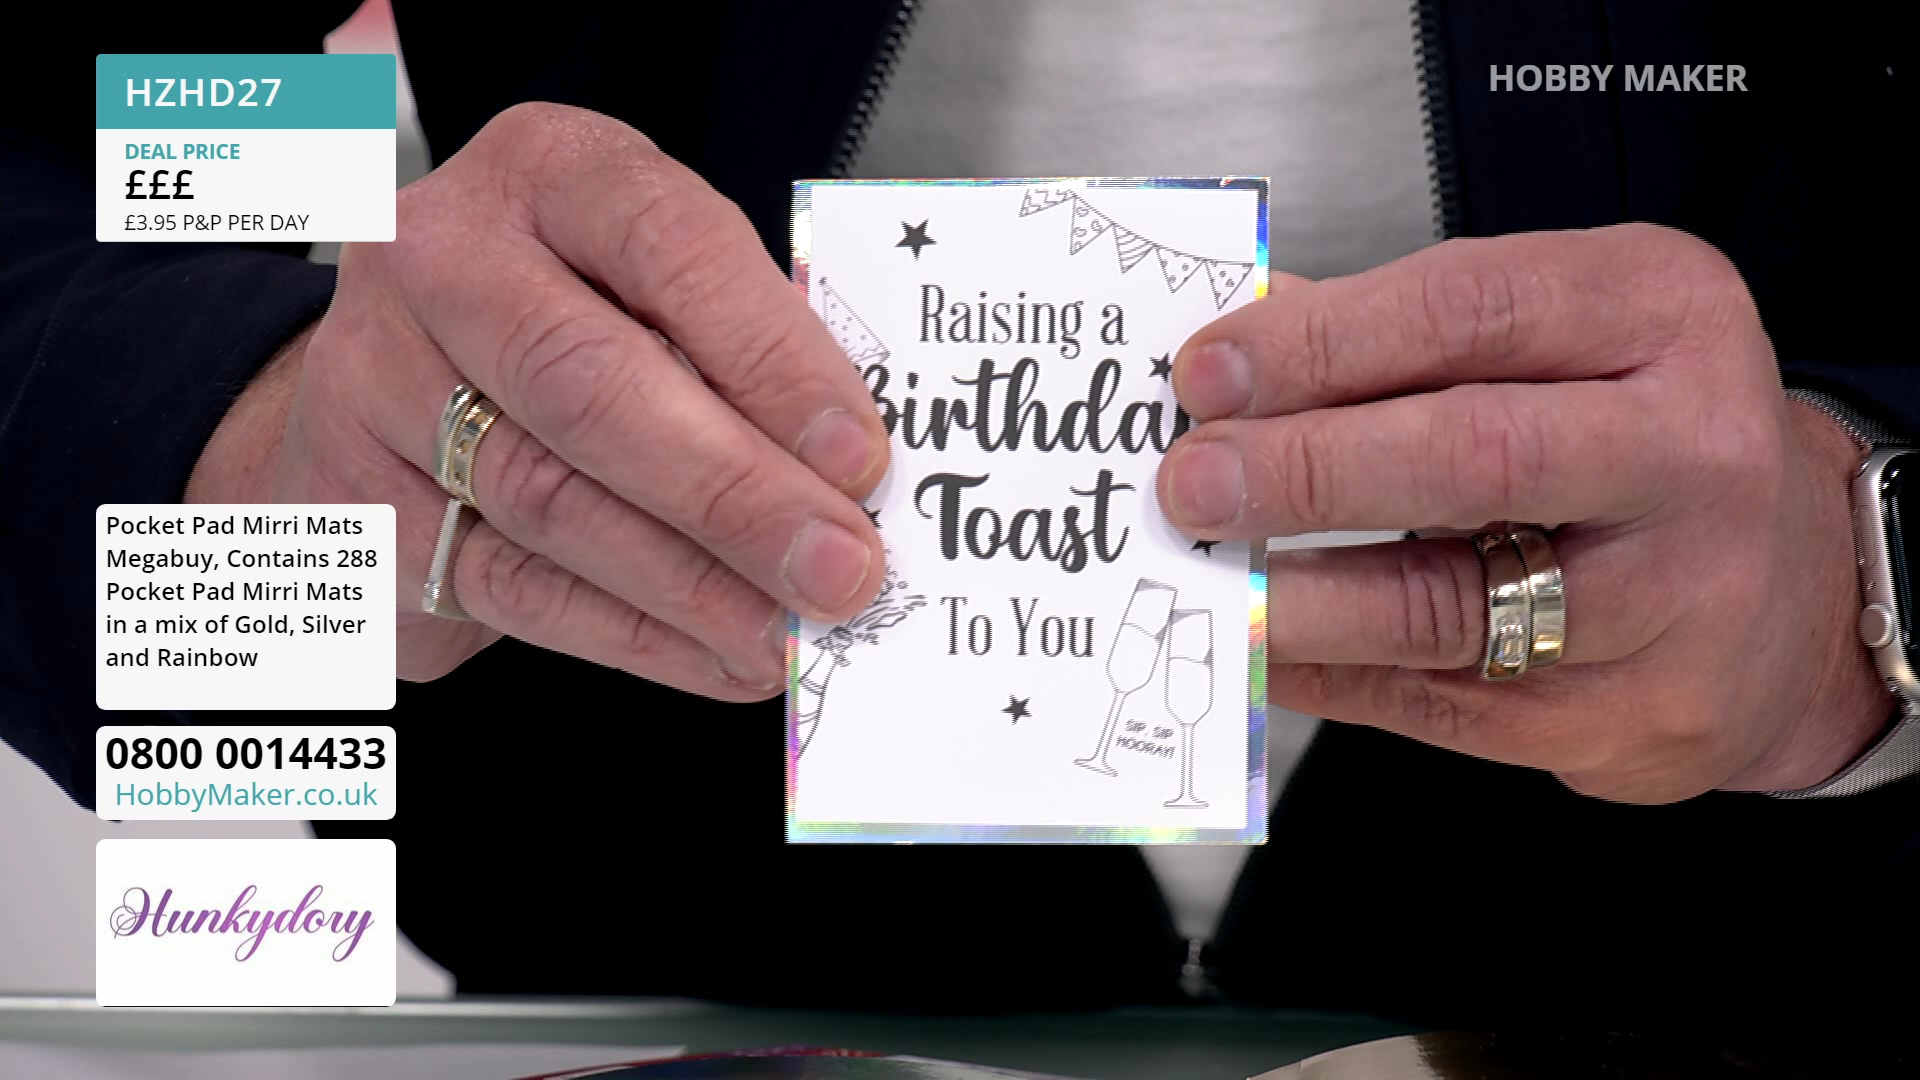 HZHD27
DEAL PRICE
£££
£3.95 P&P PER DAY
HOBBY MAKER
Raising a
Birthday
Toast
To You
SIP, SIP
HOORAY!
Pocket Pad Mirri Mats
Megabuy, Contains 288
Pocket Pad Mirri Mats
in a mix of Gold, Silver
and Rainbow
0800 0014433
HobbyMaker.co.uk
Hunkydory